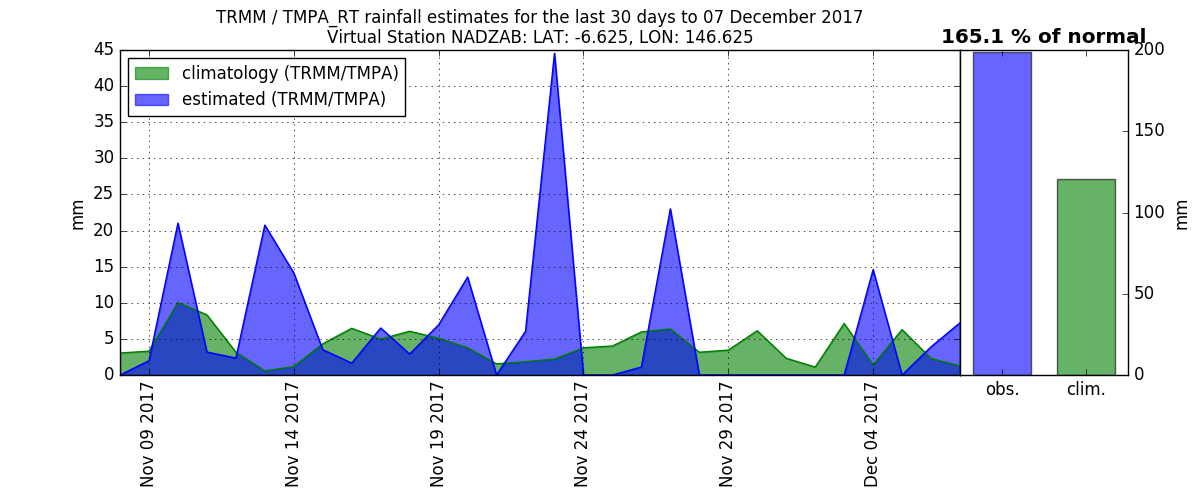 TRMM / TMPA_RT rainfall estimates for the last 30 days to 07 December 2017
Virtual Station NADZAB: LAT: -6.625, LON: 146.625
165.1 % of normal
climatology (TRMM/TMPA)
estimated (TRMM/TMPA)
mm
45
40
35
30
25
20
15
10
5
0
Nov 09 2017
Nov 14 2017
Nov 19 2017
Nov 24 2017
Nov 29 2017
Dec 04 2017
200
150
100
50
0
mm
obs.
clim.